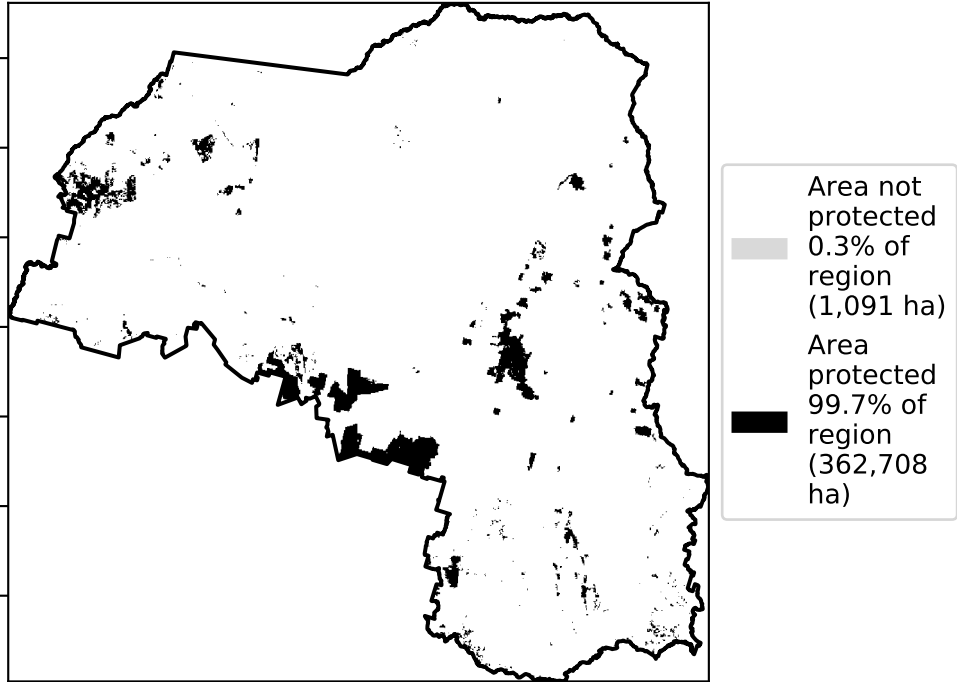 Area not
protected
0.3% of
region
(1,091 ha)
Area
protected
99.7% of
region
(362,708
ha)